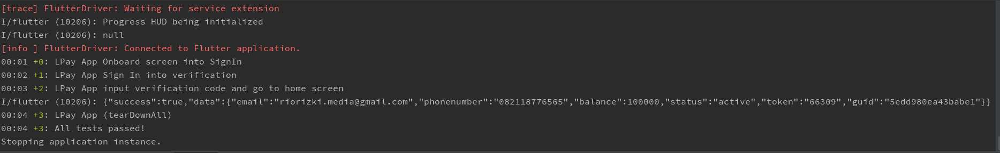 [trace] FlutterDriver: Waiting for service extension
I/flutter (10206): Progress HUD being initialized
I/flutter (10206): null
[info ] FlutterDriver: Connected to Flutter application.
00:01 +0: LPay App Onboard screen into SignIn
00:02 +1: LPay App Sign In into verification
00:03 +2: LPay App input verification code and go to home screen
I/flutter (10206): {"success":true,"data":{"email":"riorizki.media@gmail.com","phonenumber":"082118776565","balance":100000,"status":"active","token":"66309","guid":"5edd980ea43babe1"}}
00:04 +3: LPay App (tearDownAll)
00:04 +3: All tests passed!
Stopping application instance.